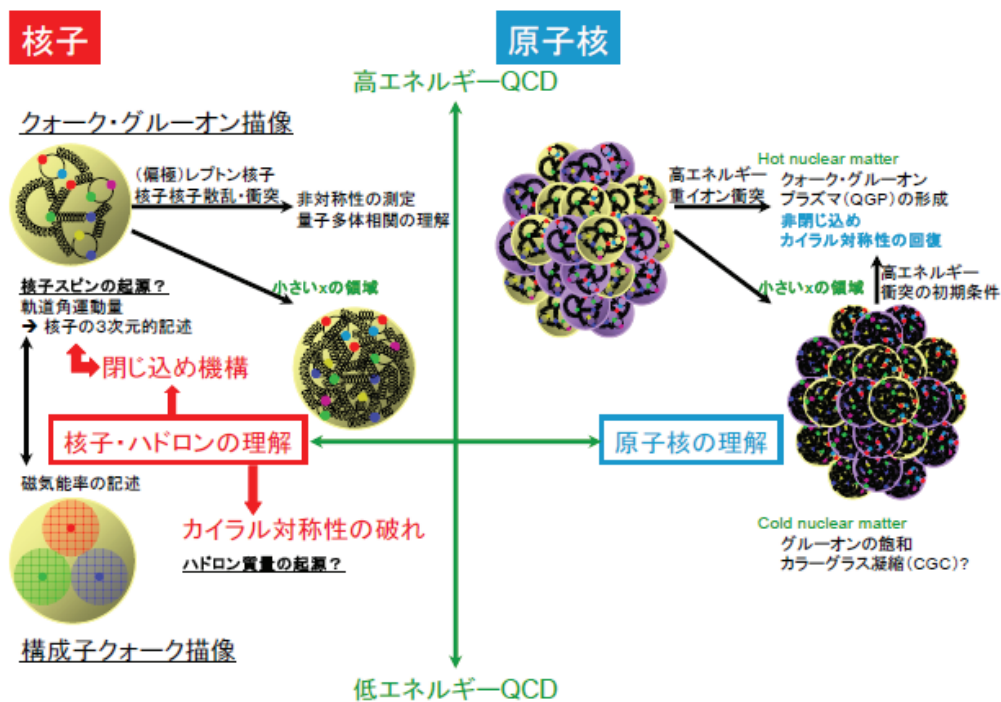 核子
原子核
高エネルギーQCD
クォーク・グルーオン描像
(偏極)レプトン核子
核子核子散乱・衝突
非対称性の測定
量子多体相関の理解
高エネルギー
重イオン衝突
Hot nuclear matter
クォーク・グルーオン
プラズマ(QGP)の形成
非閉じ込め
カイラル対称性の回復
核子スピンの起源?
軌道角運動量
→ 核子の3次元的記述
小さいxの領域
小さいxの領域
高エネルギー
衝突の初期条件
閉じ込め機構
核子・ハドロンの理解
原子核の理解
磁気能率の記述
カイラル対称性の破れ
ハドロン質量の起源?
Cold nuclear matter
グルーオンの飽和
カラーグラス凝縮(CGC)?
構成子クォーク描像
低エネルギーQCD